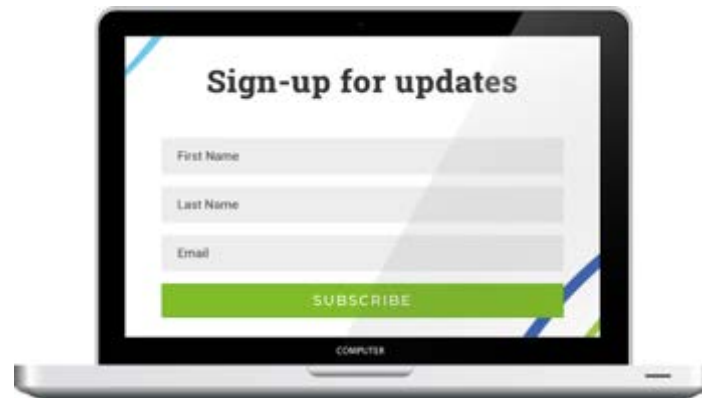 Sign-up for updates
First Name
Last Name
Email
SUBSCRIBE
COMPUTER